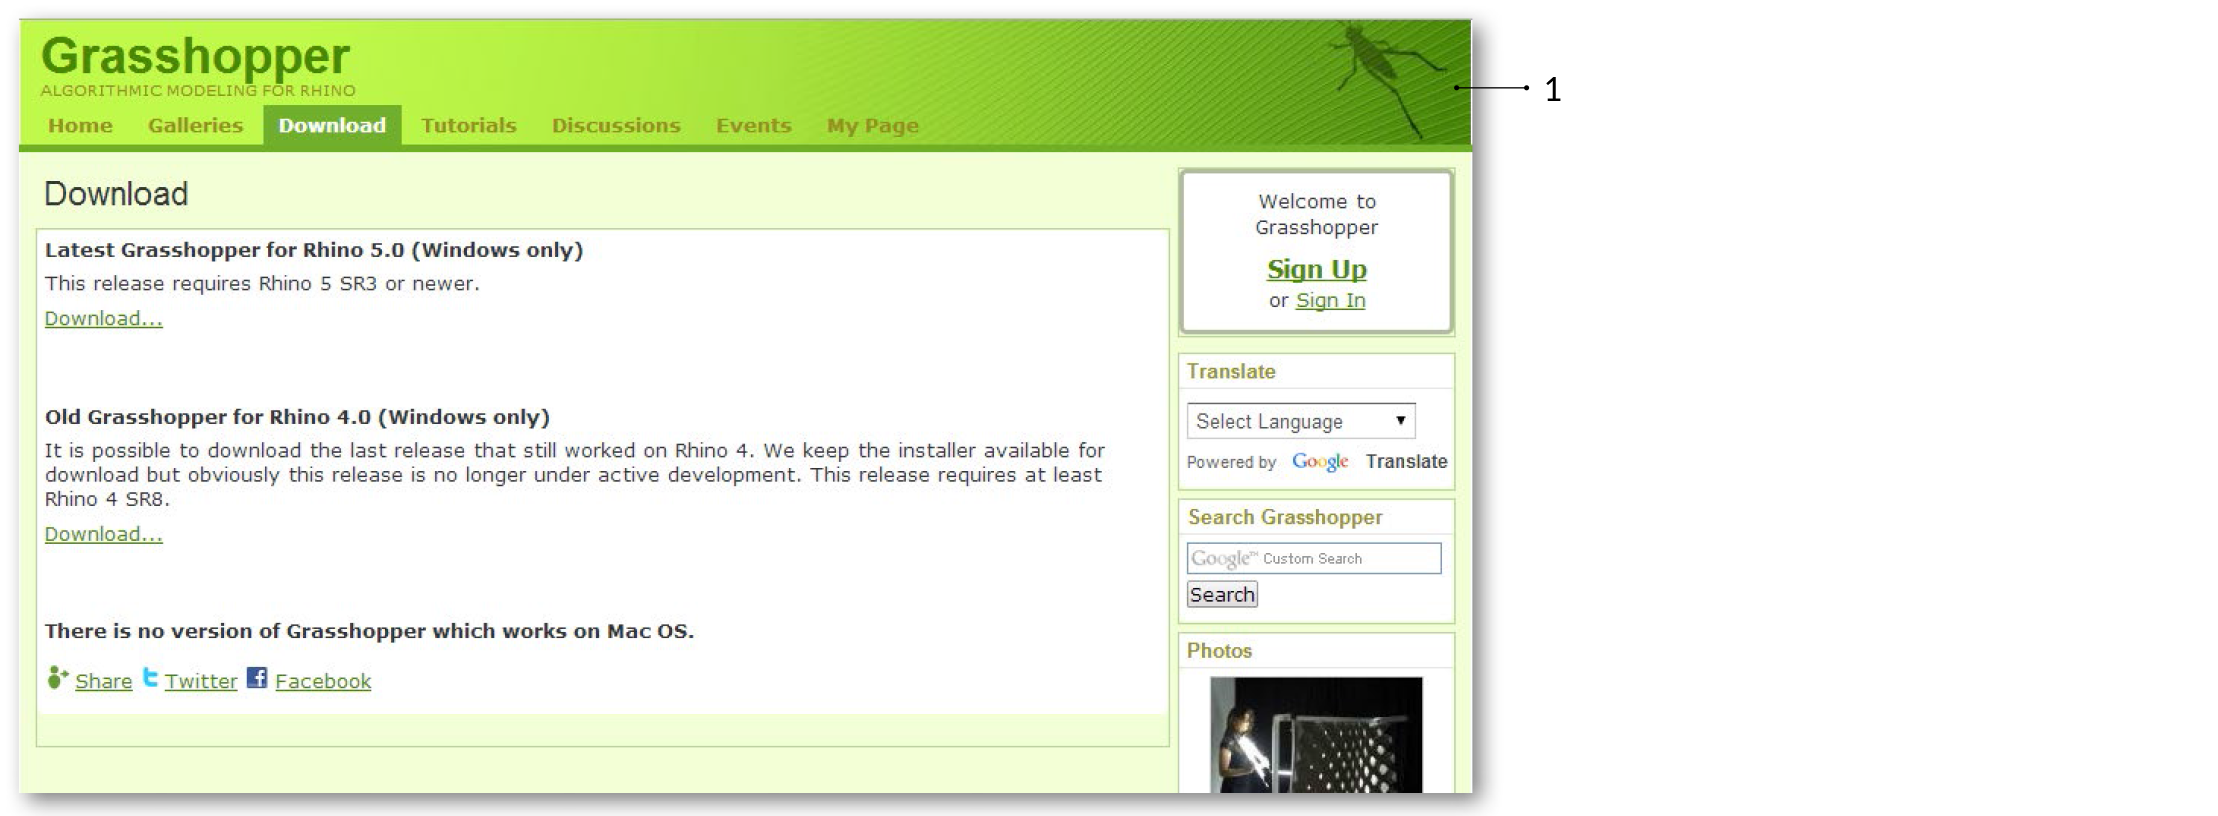 Grasshopper
ALGORITHMIC MODELING FOR RHINO
Home Galleries Download Tutorials Discussions Events My Page
1
Download
Latest Grasshopper for Rhino 5.0 (Windows only)
This release requires Rhino 5 SR3 or newer.
Download...
Old Grasshopper for Rhino 4.0 (Windows only)
It is possible to download the last release that still worked on Rhino 4. We keep the installer available for
download but obviously this release is no longer under active development. This release requires at least
Rhino 4 SR8.
Download...
There is no version of Grasshopper which works on Mac OS.
Share Twitter Facebook
Welcome to
Grasshopper
Sign Up
or Sign In
Translate
Select Language
Powered by Google Translate
Search Grasshopper
Google™ Custom Search
Search
Photos